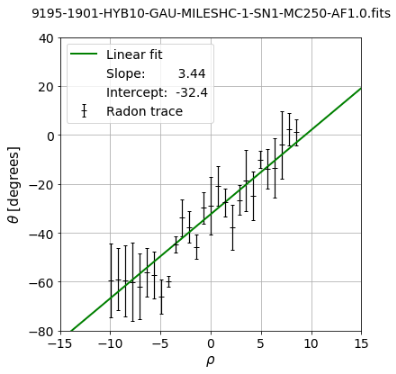 9195-1901-HYB10-GAU-MILESHC-1-SN1-MC250-AF1.0.fits
40
20
0
−20
−40
−60
−80
θ [degrees]
Linear fit
Slope: 3.44
Intercept: -32.4
Radon trace
−15 −10 −5 0 5 10 15
ρ